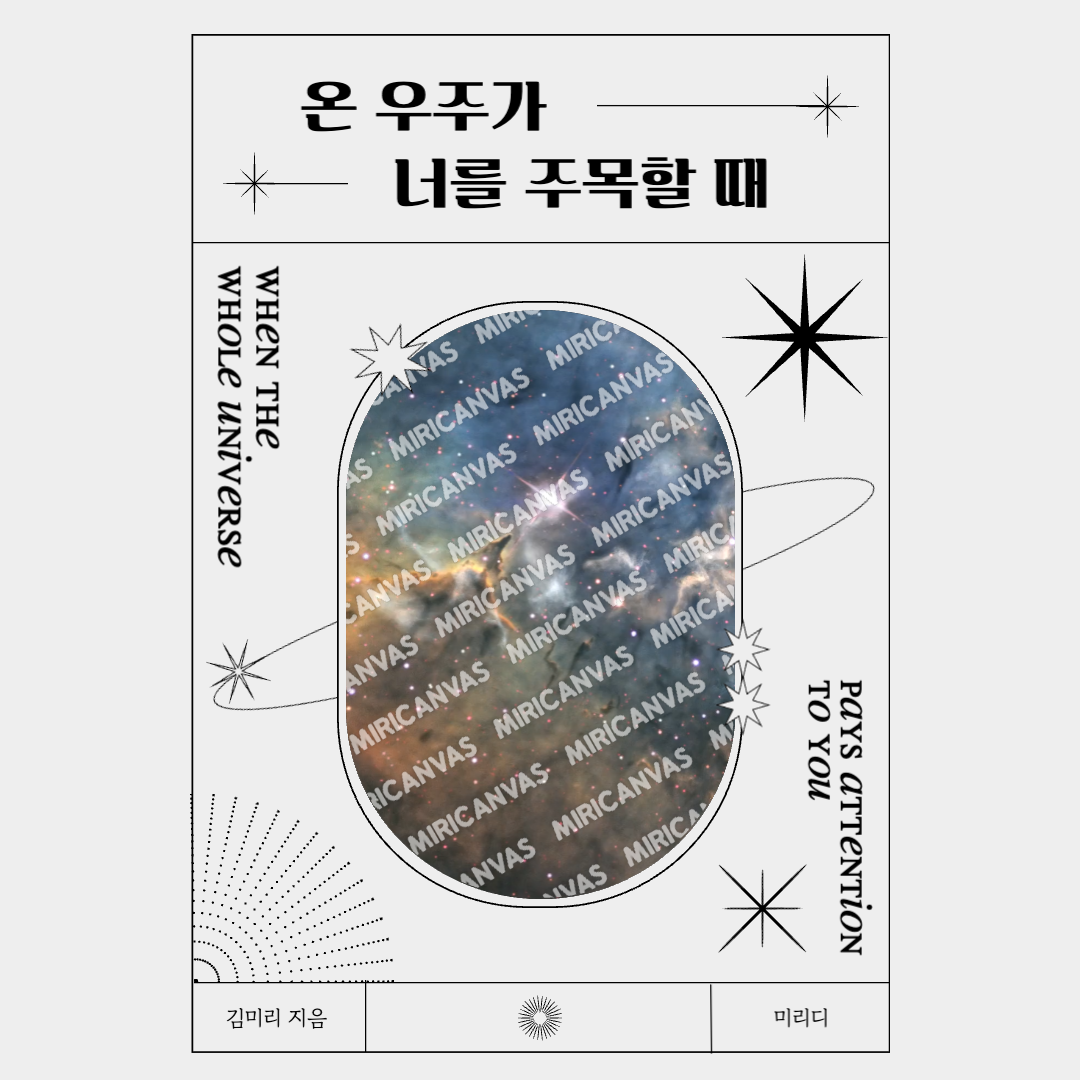 온 우주가
너를 주목할 때
WHeN THe
WHOLe uNiveRSe
MIRICANVAS
PaYS aTTeNTiON
TO YOu
김미리 지음
미리디